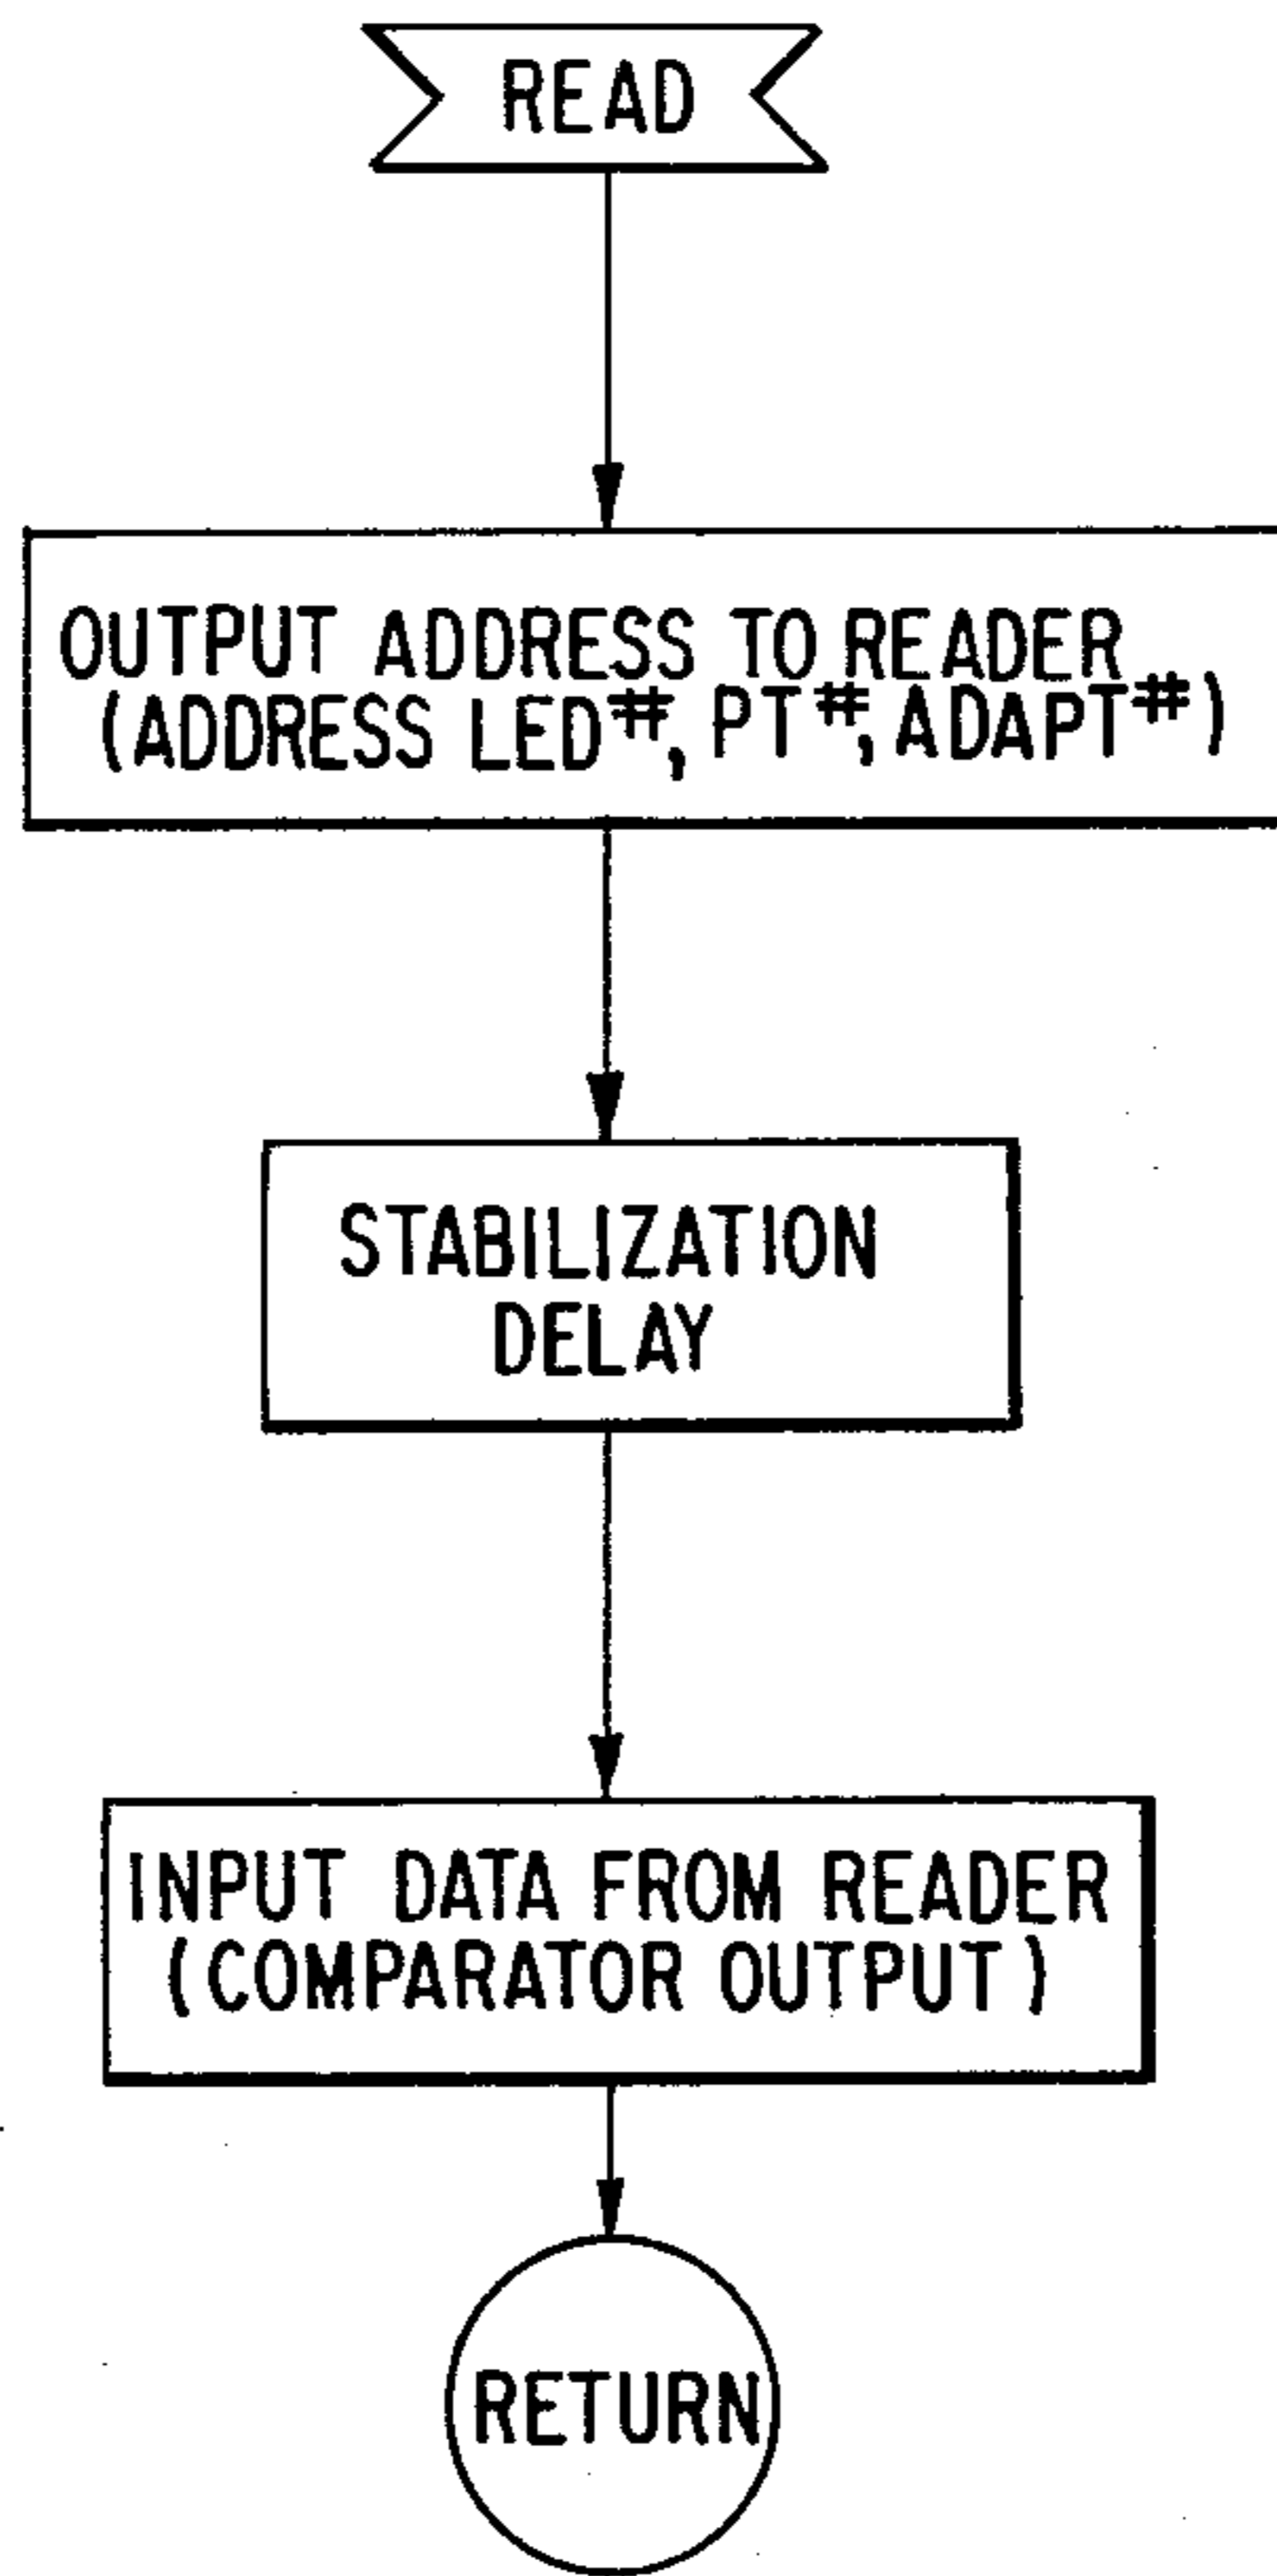 READ
OUTPUT ADDRESS TO READER
(ADDRESS LED#, PT#, ADAPT#)
STABILIZATION
DELAY
INPUT DATA FROM READER
(COMPARATOR OUTPUT)
RETURN